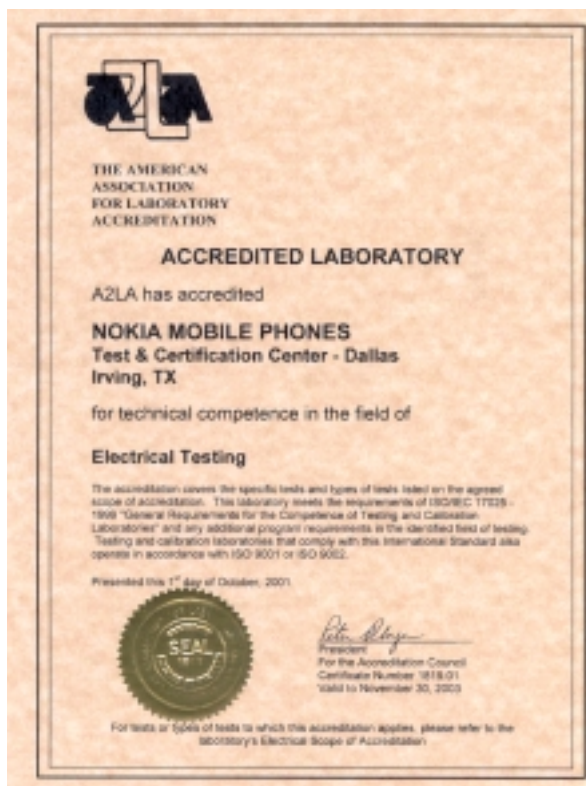 A2LA
THE AMERICAN
ASSOCIATION
FOR LABORATORY
ACCREDITATION
ACCREDITED LABORATORY
A2LA has accredited
NOKIA MOBILE PHONES
Test & Certification Center - Dallas
Irving, TX
for technical competence in the field of
Electrical Testing
The accreditation covers the specific tests and types of tests listed on the agreed
scope of accreditation. This laboratory meets the requirements of ISO/IEC 17025 -
1999 "General Requirements for the Competence of Testing and Calibration
Laboratories" and any additional program requirements in the identified field of testing.
Testing and calibration laboratories that comply with this International Standard also
operate in accordance with ISO 9001 or ISO 9002.
Presented this 1st day of October, 2001.
SEAL
President
For the Accreditation Council
Certificate Number 1819.01
Valid to November 30, 2003
For tests or types of tests to which this accreditation applies, please refer to the
laboratory's Electrical Scope of Accreditation